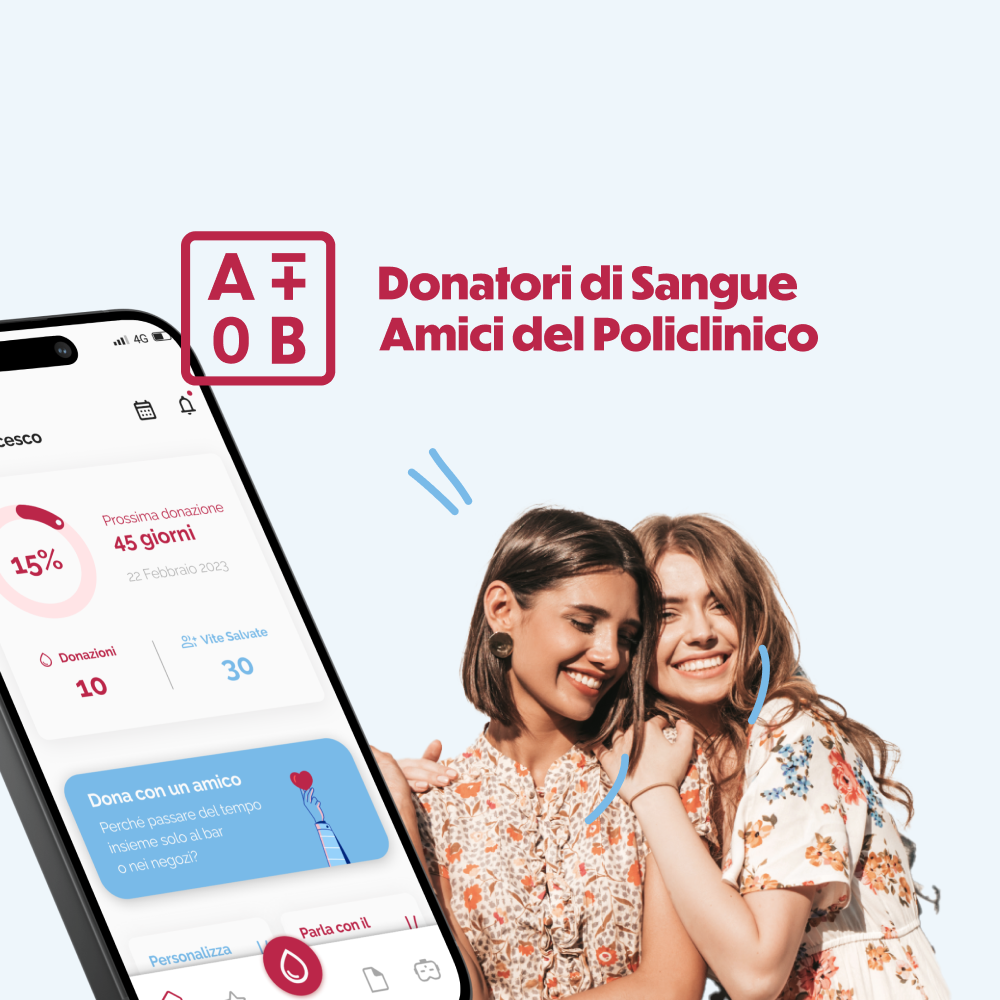 A ∓
0 B
Donatori di Sangue
Amici del Policlinico
4G
cesco
15%
Prossima donazione
45 giorni
22 Febbraio 2023
Donazioni
10
Vite Salvate
30
Dona con un amico
Perchè passare del tempo
insieme solo al bar
o nei negozi?
Personalizza
Parla con il